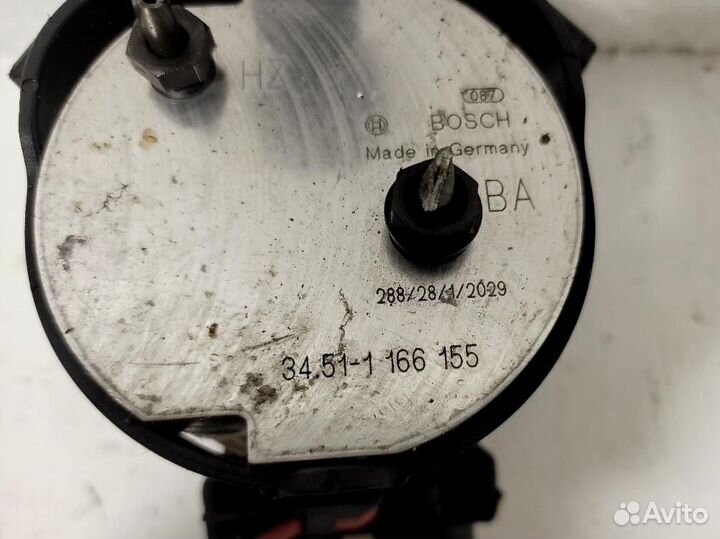 HZ
087
BOSCH
Made in Germany
BA
288/28/1/2029
34.51-1 166 155
Avito